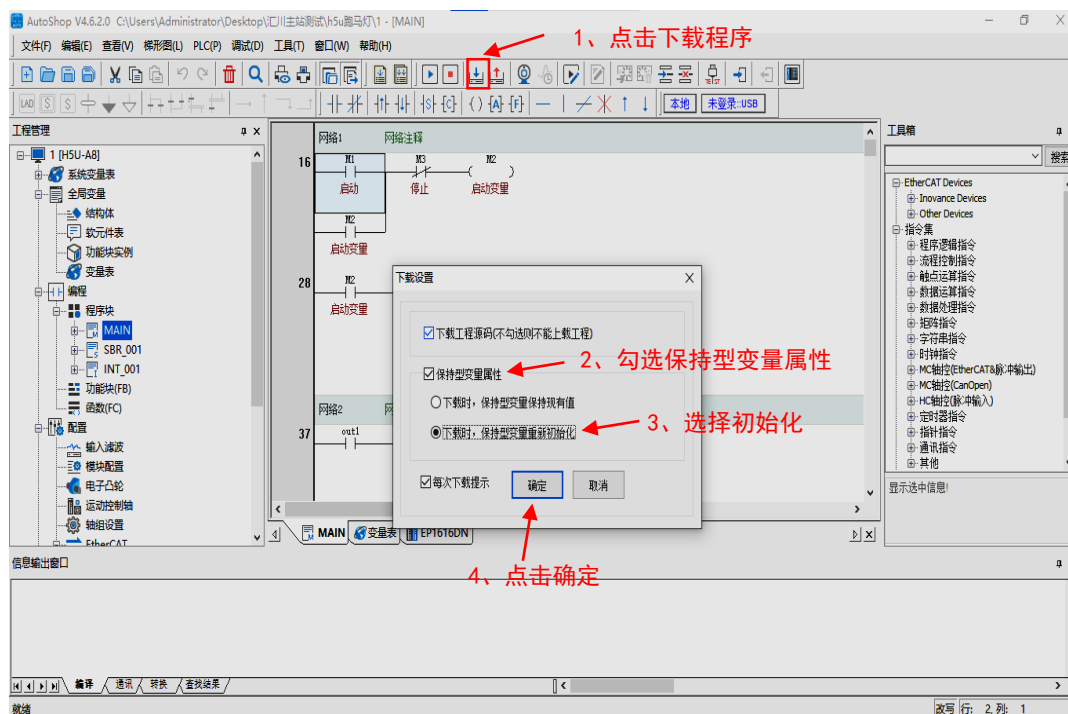 AutoShop V4.6.2.0 C:\Users\Administrator\Desktop\汇川主站测试\h5u跑马灯\1 - [MAIN]
文件(F) 编辑(E) 查看(V) 梯形图(L) PLC(P) 调试(D) 工具(T) 窗口(W) 帮助(H)
1、点击下载程序
LAD
本地 未登录::USB
工程管理
1 [H5U-A8]
系统变量表
全局变量
结构体
软元件表
功能块实例
变量表
编程
程序块
MAIN
SBR_001
INT_001
功能块(FB)
函数(FC)
配置
输入滤波
模块配置
电子凸轮
运动控制轴
轴组设置
EtherCAT
网络1 网络注释
16 M1 M3 M2
启动 停止 启动变量
M2
启动变量
28 M2
启动变量
网络2
37 out1
下载设置
下载工程源码(不勾选则不能上载工程)
保持型变量属性
2、勾选保持型变量属性
下载时，保持型变量保持现有值
下载时，保持型变量重新初始化
3、选择初始化
每次下载提示 确定 取消
4、点击确定
MAIN 变量表 EP1616DN
工具箱
搜索
EtherCAT Devices
Inovance Devices
Other Devices
指令集
程序逻辑指令
流程控制指令
触点运算指令
数据运算指令
数据处理指令
矩阵指令
字符串指令
时钟指令
MC轴控(EtherCAT&脉冲输出)
MC轴控(CanOpen)
HC轴控(脉冲输入)
定时器指令
指针指令
通讯指令
其他
显示选中信息!
信息输出窗口
编译 通讯 转换 查找结果
就绪
改写 行: 2,列: 1